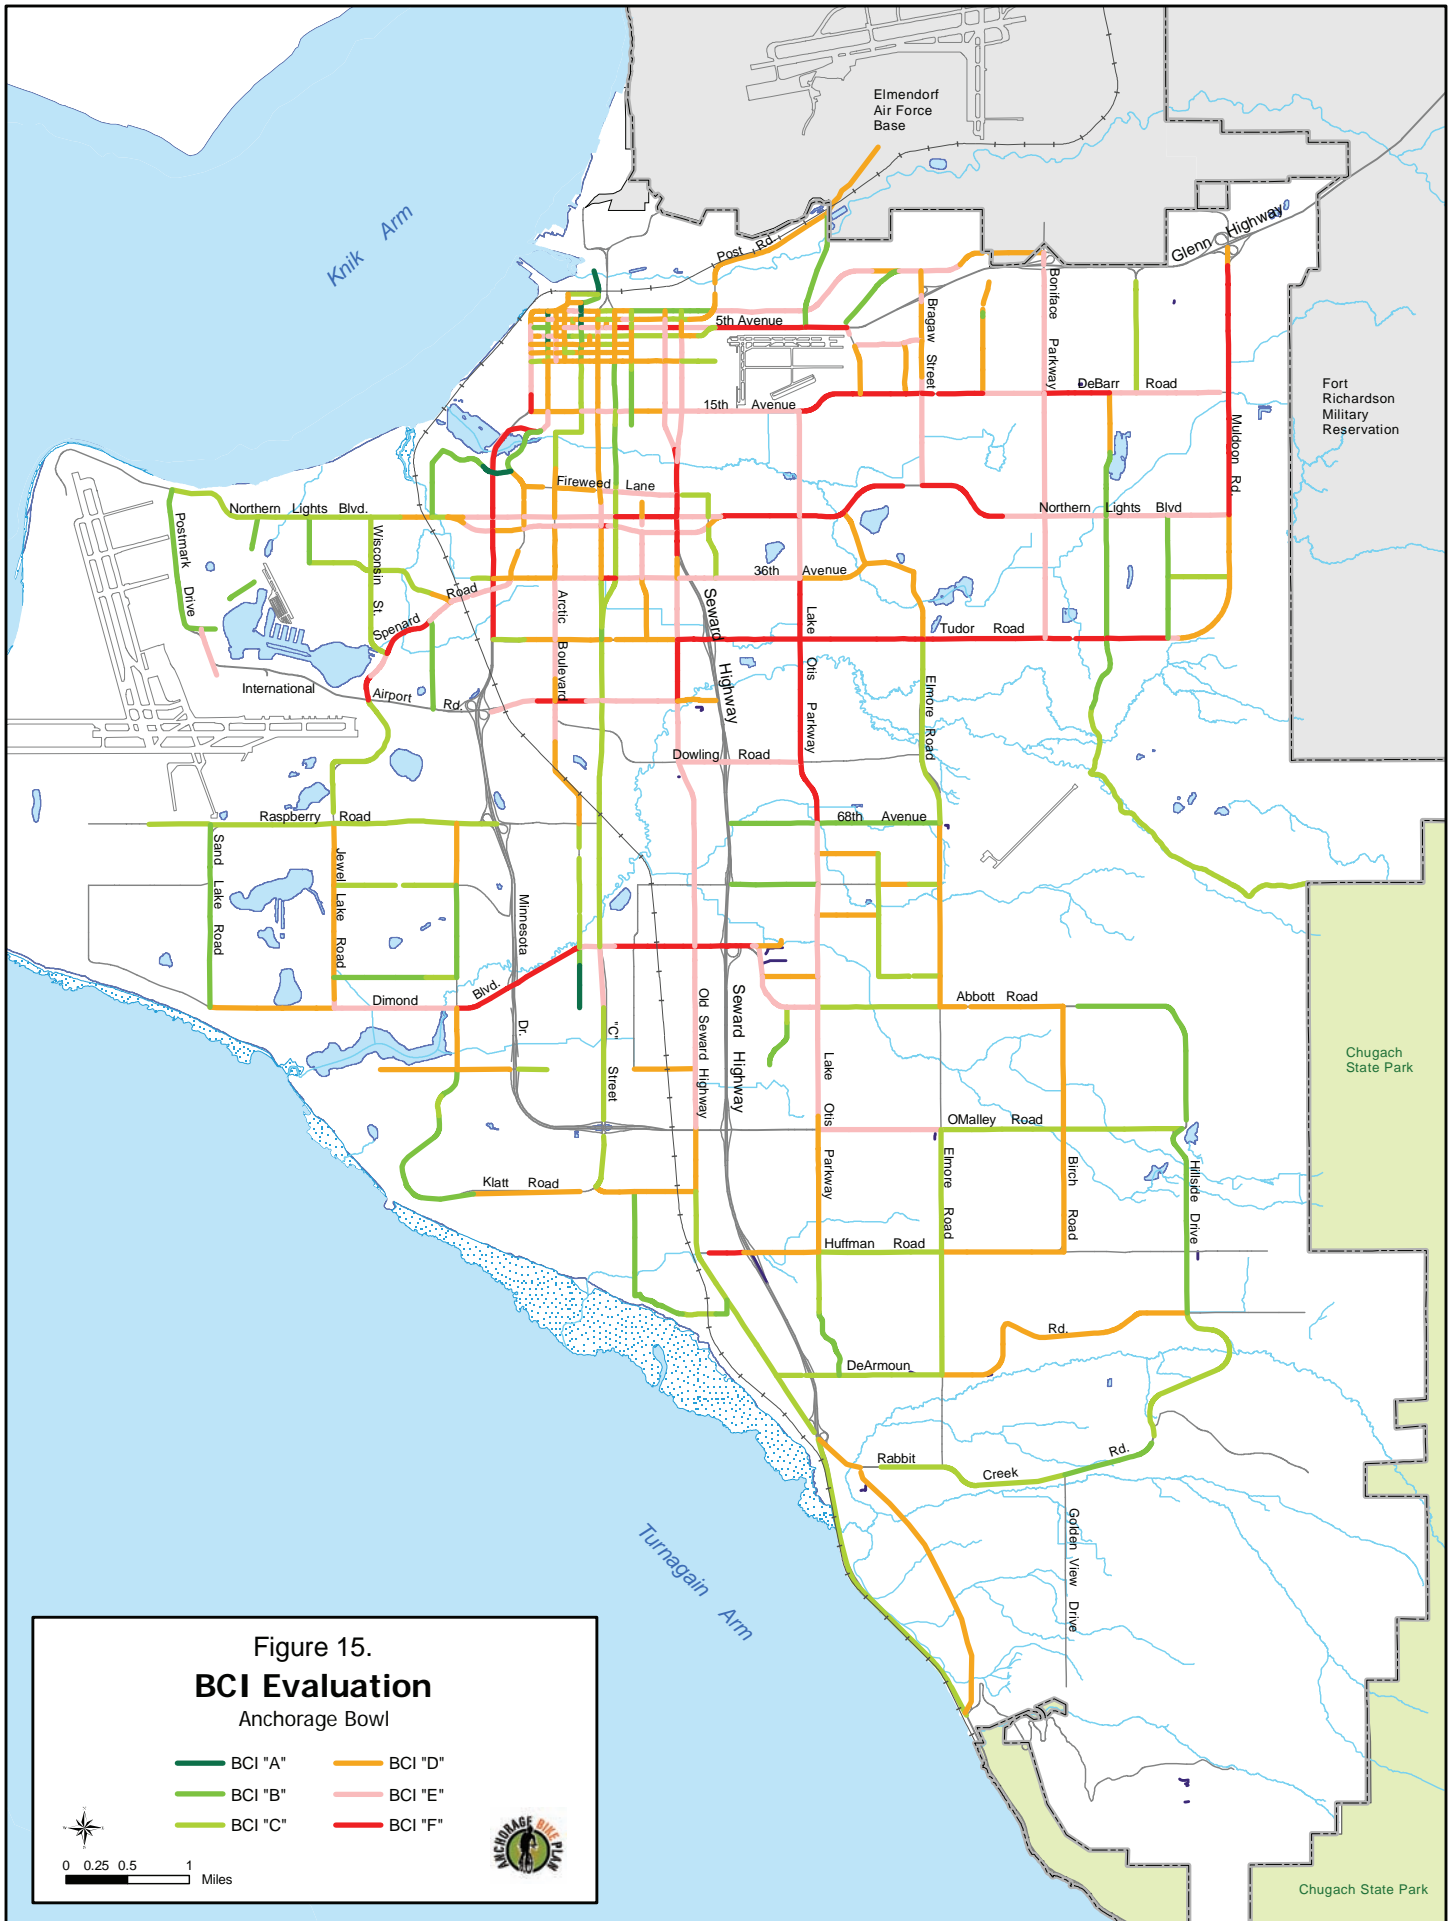 Elmendorf
Air Force
Base
Knik Arm
Post Rd.
Glenn Highway
5th Avenue
Bragaw Street
Boniface Parkway
DeBarr Road
15th Avenue
Fort
Richardson
Military
Reservation
Muldoon Rd.
Fireweed Lane
Northern Lights Blvd.
Northern Lights Blvd
Postmark Drive
Wisconsin St.
36th Avenue
Spenard Road
Arctic Boulevard
Seward Highway
Lake Otis Parkway
Tudor Road
International Airport Rd.
Elmore Road
Dowling Road
Raspberry Road
68th Avenue
Sand Lake Road
Jewel Lake Road
Minnesota Dr.
Dimond Blvd.
Old Seward Highway
Seward Highway
Abbott Road
"C" Street
Lake Otis Parkway
Chugach
State Park
OMalley Road
Elmore Road
Birch Road
Hillside Drive
Klatt Road
Huffman Road
DeArmoun Rd.
Rabbit Creek Rd.
Golden View Drive
Turnagain Arm
Figure 15.
BCI Evaluation
Anchorage Bowl
BCI "A"
BCI "B"
BCI "C"
BCI "D"
BCI "E"
BCI "F"
0 0.25 0.5 1
Miles
ANCHORAGE BIKE PLAN
Chugach State Park